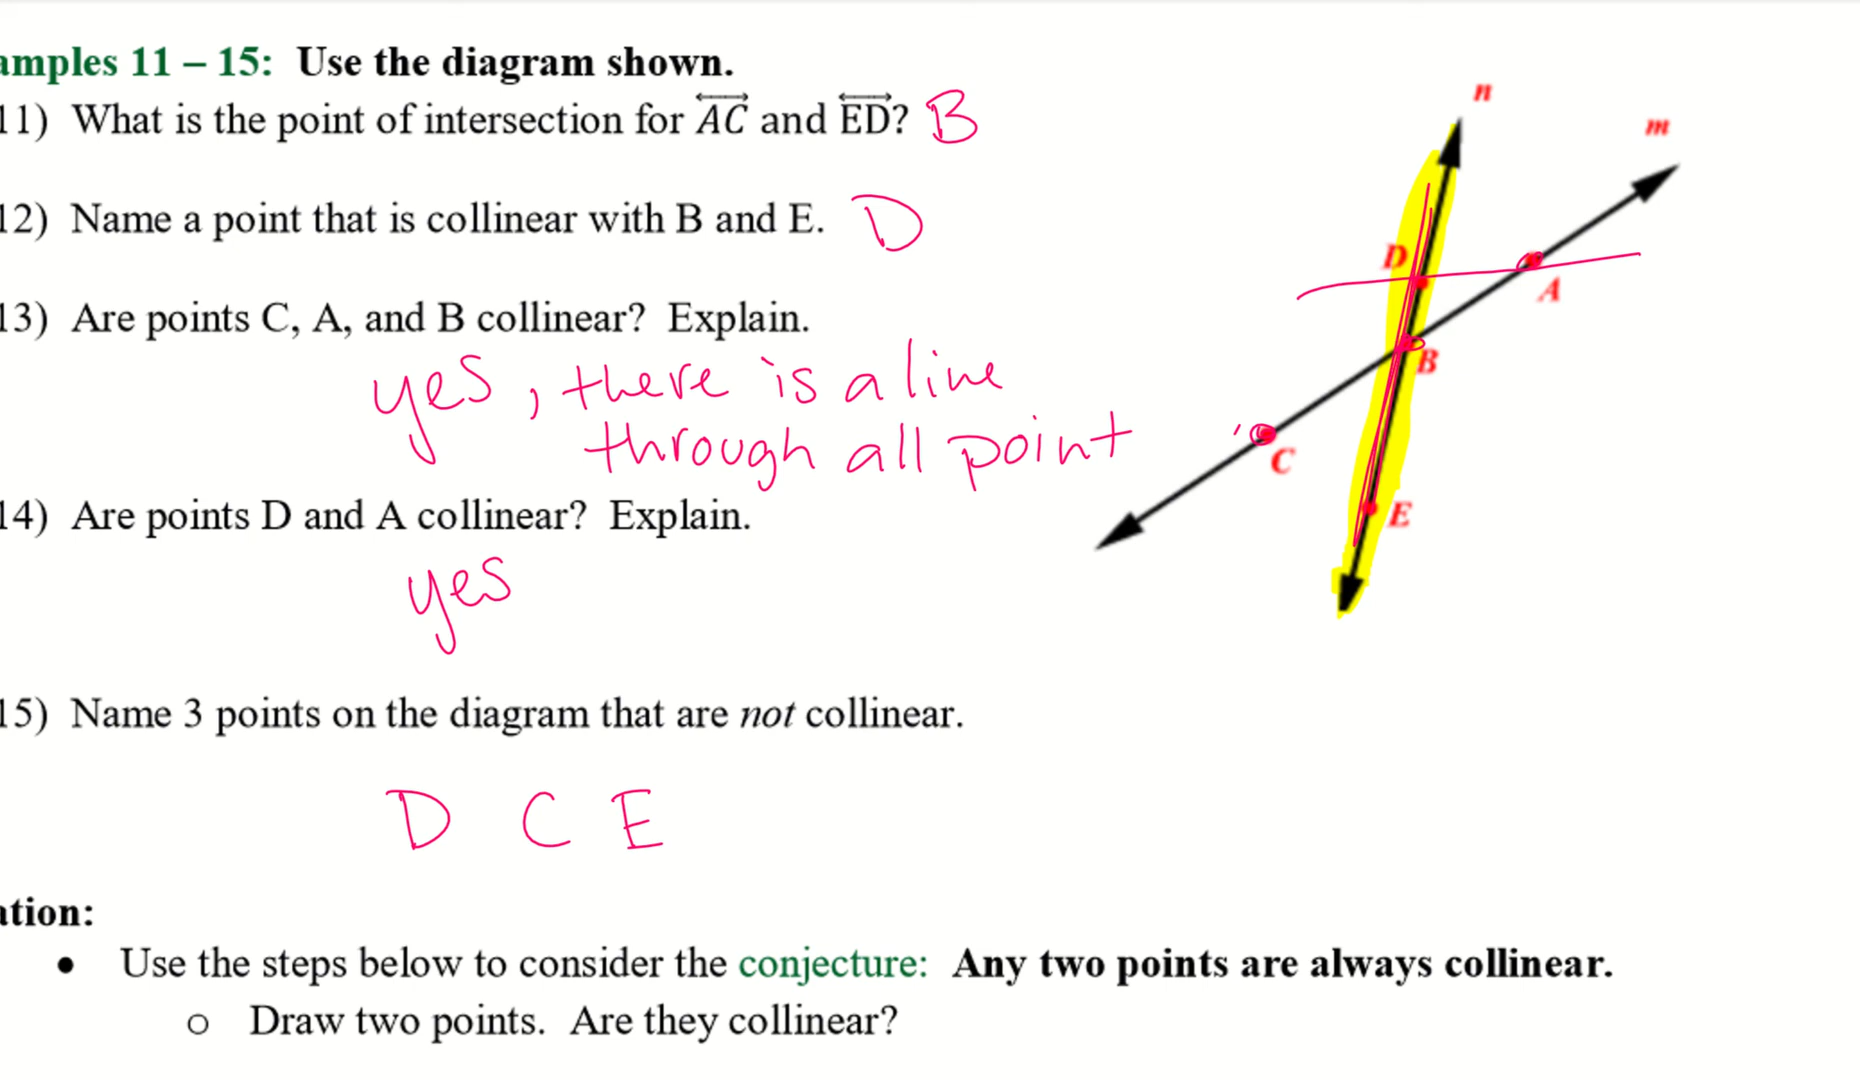 amples 11 – 15: Use the diagram shown.
11) What is the point of intersection for AC and ED? B
12) Name a point that is collinear with B and E. D
13) Are points C, A, and B collinear? Explain.
yes, there is a line
through all point
14) Are points D and A collinear? Explain.
yes
15) Name 3 points on the diagram that are not collinear.
D C E
n
m
D
A
B
C
E
ation:
• Use the steps below to consider the conjecture: Any two points are always collinear.
o Draw two points. Are they collinear?